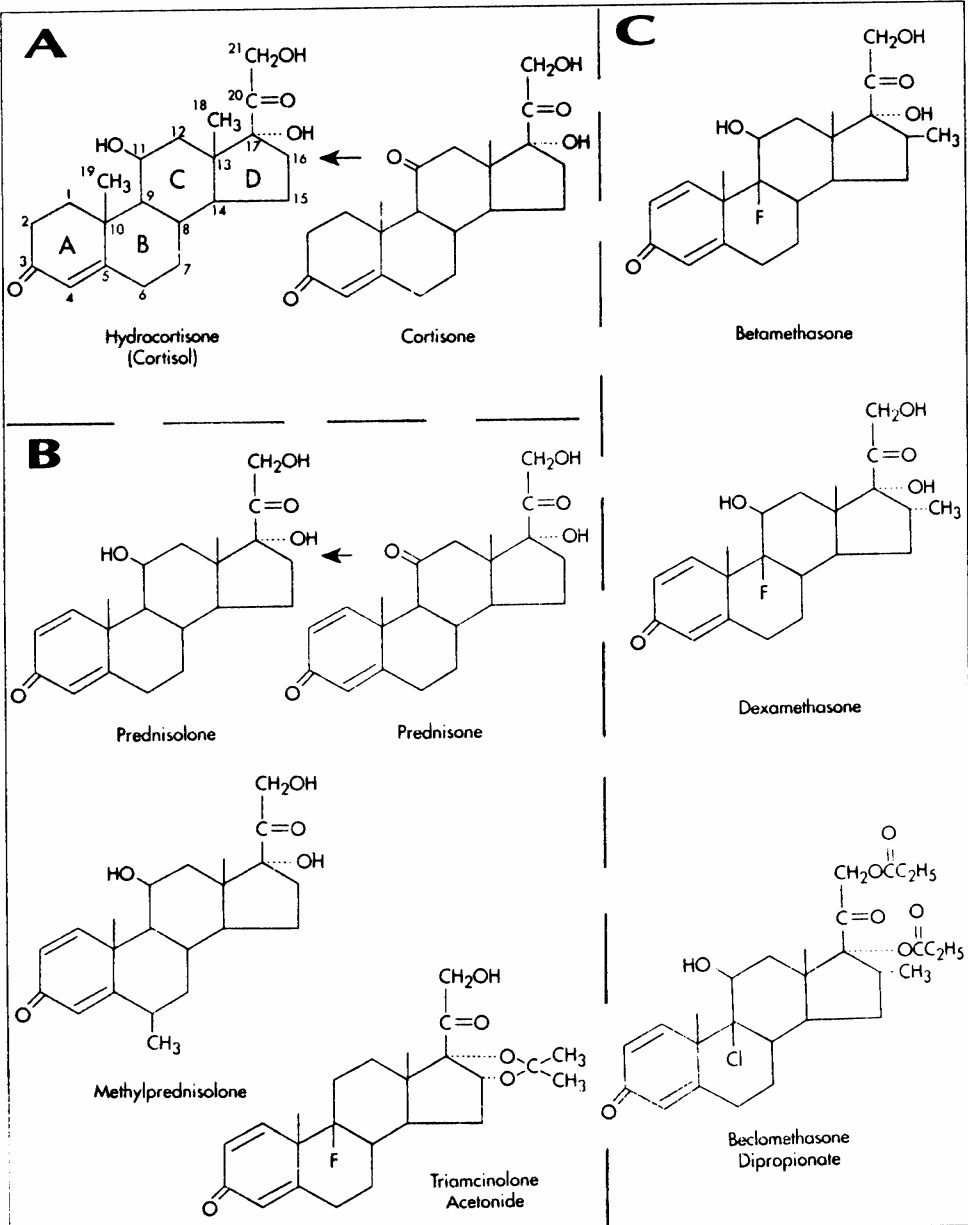 A
21 CH2OH
20 C=O
18 CH3
12
17 OH
HO 11
13
16
19 CH3
C
D
1
9
14
15
2
10
8
A
B
3
5
7
O
4
6
Hydrocortisone
(Cortisol)
CH2OH
C=O
OH
O
O
Cortisone
B
CH2OH
C=O
OH
HO
O
Prednisolone
CH2OH
C=O
OH
O
O
Prednisone
CH2OH
C=O
OH
HO
O
CH3
Methylprednisolone
CH2OH
C=O
O
C
CH3
O
CH3
F
O
Triamcinolone
Acetonide
C
CH2OH
C=O
OH
HO
CH3
F
O
Betamethasone
CH2OH
C=O
OH
HO
CH3
F
O
Dexamethasone
O
CH2OCC2H5
C=O
O
OCC2H5
HO
CH3
Cl
O
Beclomethasone
Dipropionate